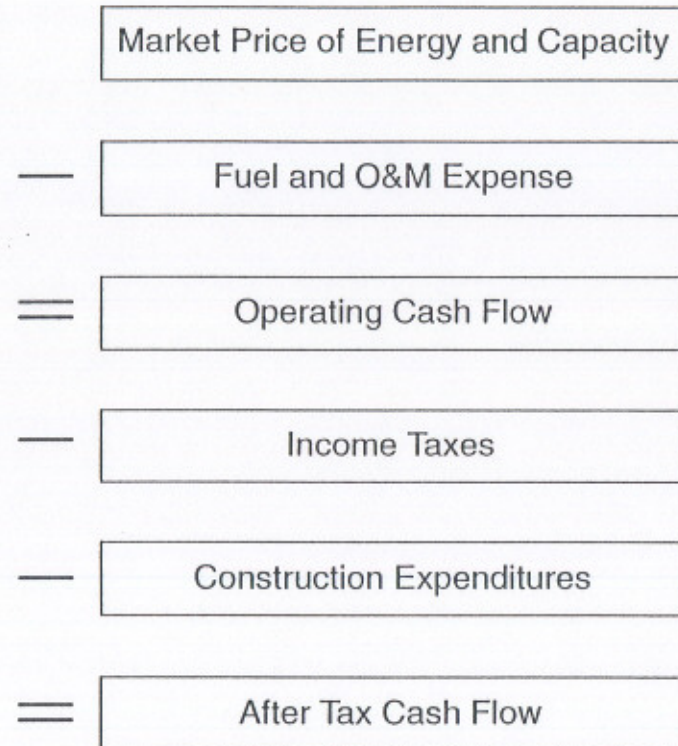 Market Price of Energy and Capacity
— Fuel and O&M Expense
= Operating Cash Flow
— Income Taxes
— Construction Expenditures
= After Tax Cash Flow